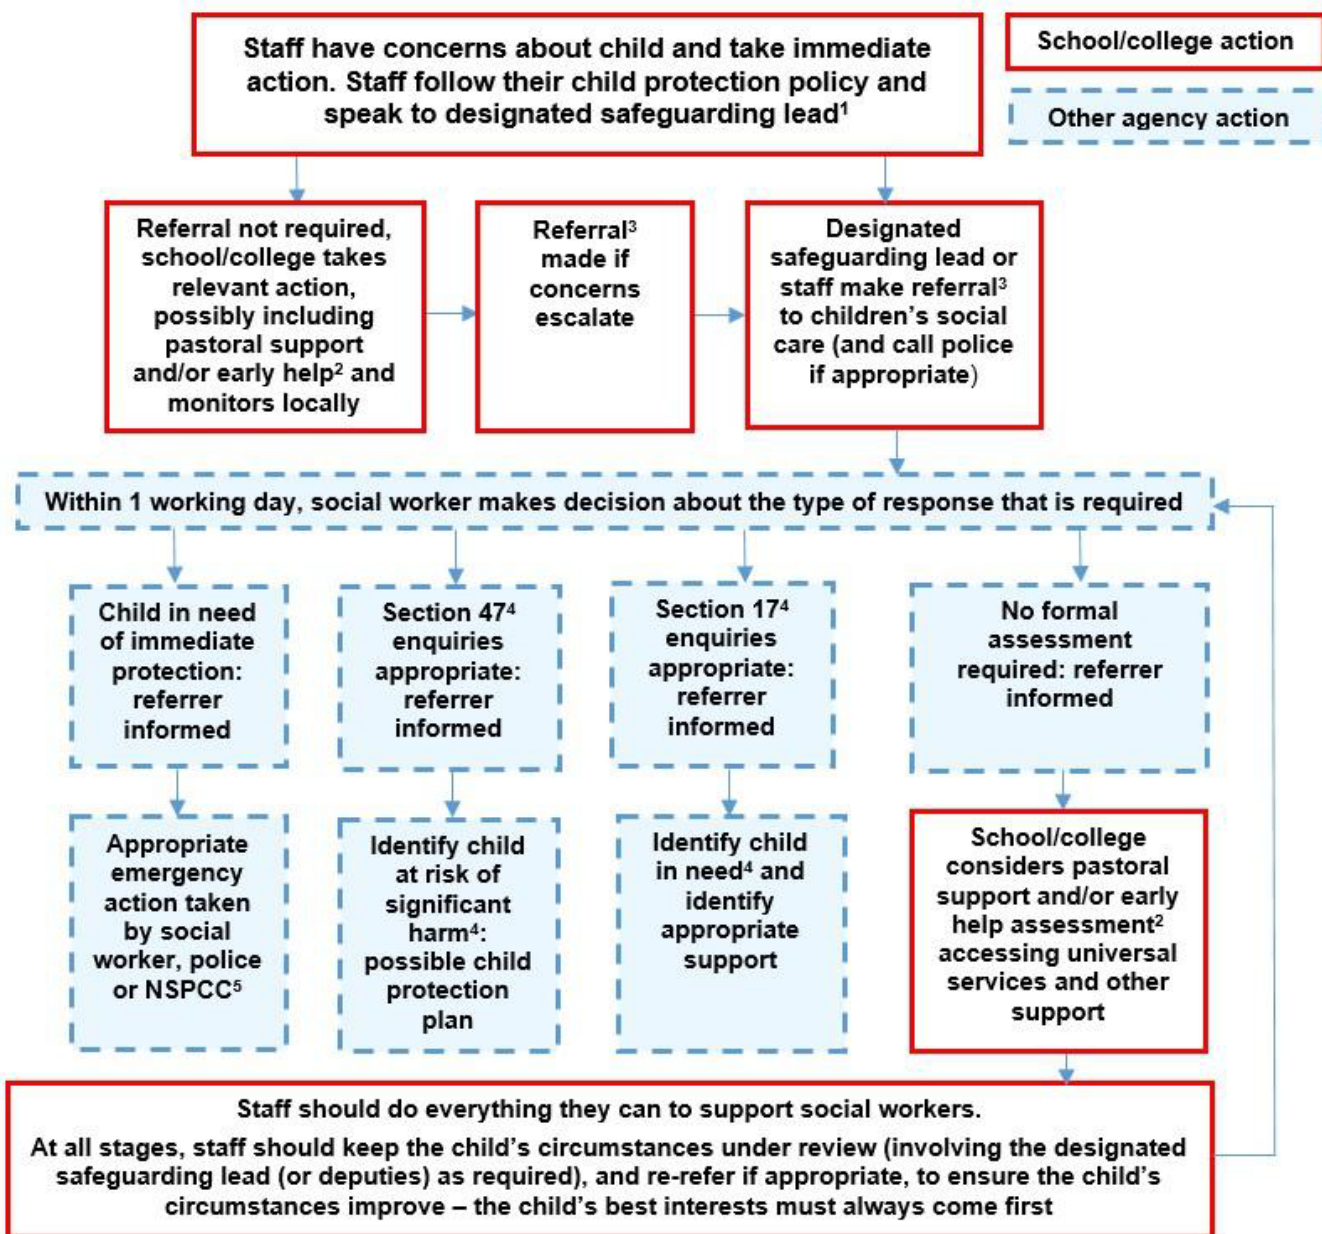 Staff have concerns about child and take immediate
action. Staff follow their child protection policy and
speak to designated safeguarding lead¹
School/college action
Other agency action
Referral not required,
school/college takes
relevant action,
possibly including
pastoral support
and/or early help² and
monitors locally
Referral³
made if
concerns
escalate
Designated
safeguarding lead or
staff make referral³
to children’s social
care (and call police
if appropriate)
Within 1 working day, social worker makes decision about the type of response that is required
Child in need
of immediate
protection:
referrer
informed
Section 47⁴
enquiries
appropriate:
referrer
informed
Section 17⁴
enquiries
appropriate:
referrer
informed
No formal
assessment
required: referrer
informed
Appropriate
emergency
action taken
by social
worker, police
or NSPCC⁵
Identify child
at risk of
significant
harm⁴:
possible child
protection
plan
Identify child
in need⁴ and
identify
appropriate
support
School/college
considers pastoral
support and/or early
help assessment²
accessing universal
services and other
support
Staff should do everything they can to support social workers.
At all stages, staff should keep the child’s circumstances under review (involving the designated
safeguarding lead (or deputies) as required), and re-refer if appropriate, to ensure the child’s
circumstances improve – the child’s best interests must always come first